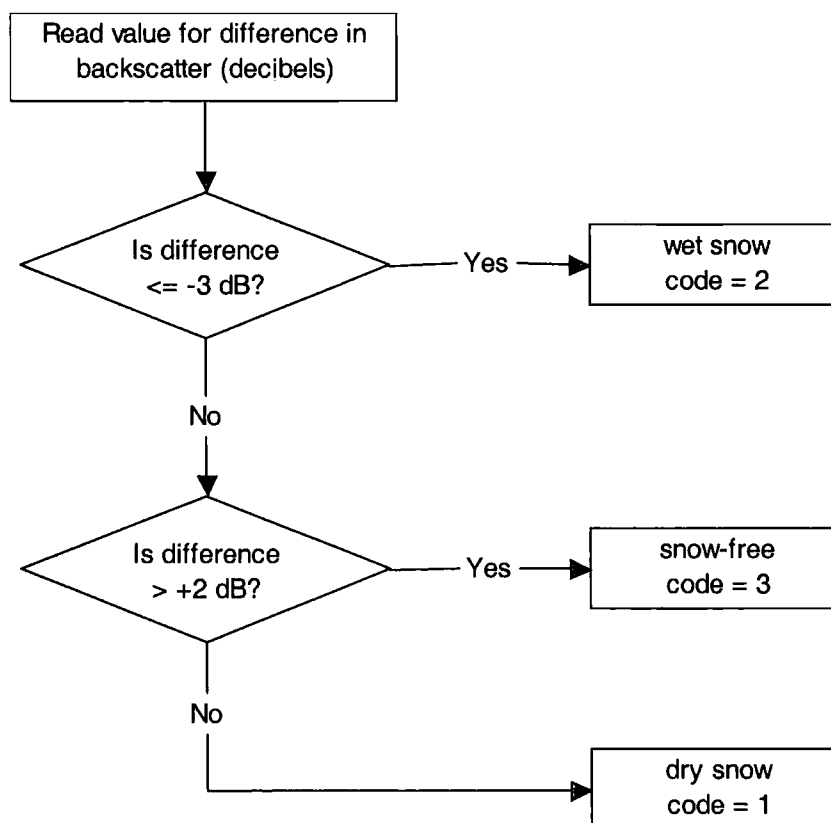 Read value for difference in
backscatter (decibels)
Is difference
<= -3 dB?
Yes
wet snow
code = 2
No
Is difference
> +2 dB?
Yes
snow-free
code = 3
No
dry snow
code = 1